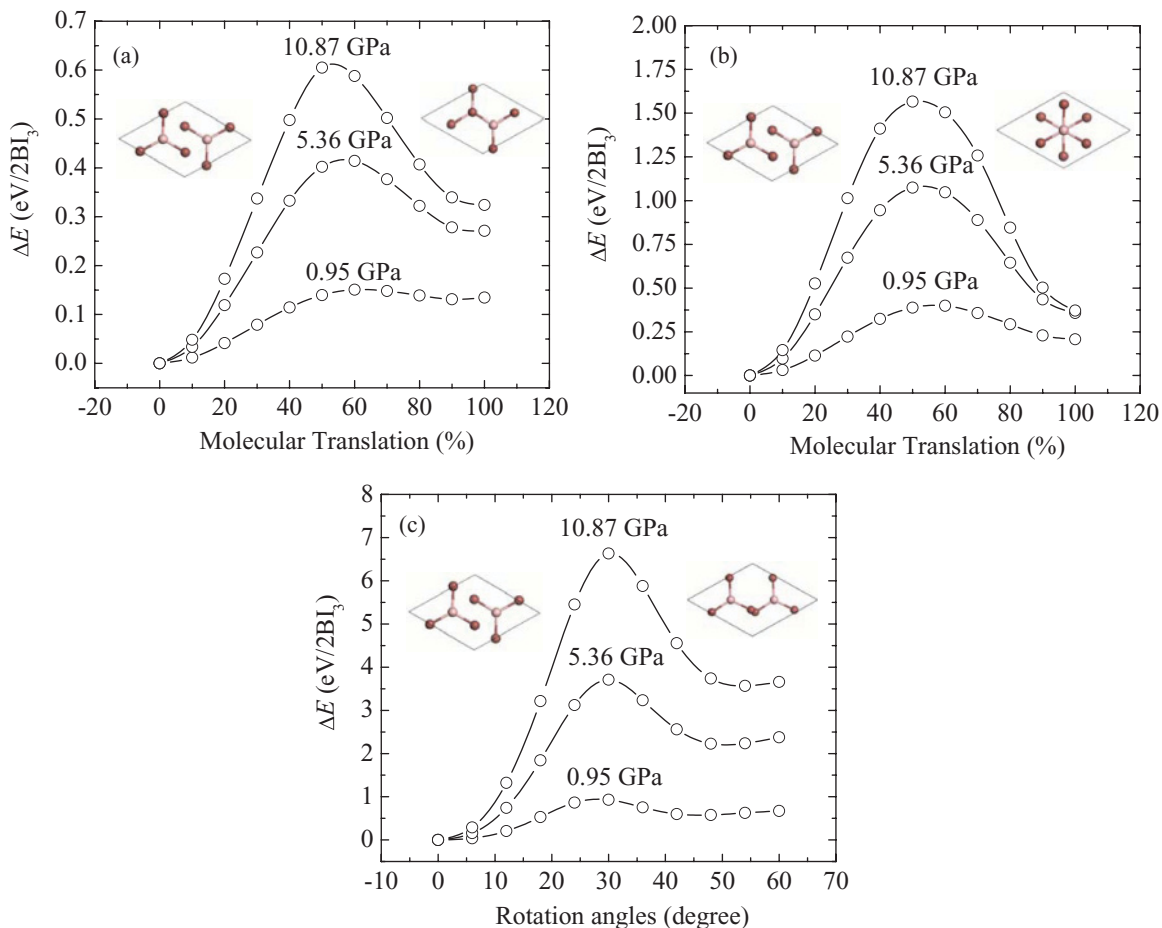 (a)
10.87 GPa
5.36 GPa
0.95 GPa
ΔE (eV/2BI₃)
0.7
0.6
0.5
0.4
0.3
0.2
0.1
0.0
-20 0 20 40 60 80 100 120
Molecular Translation (%)
(b)
10.87 GPa
5.36 GPa
0.95 GPa
ΔE (eV/2BI₃)
2.00
1.75
1.50
1.25
1.00
0.75
0.50
0.25
0.00
-20 0 20 40 60 80 100 120
Molecular Translation (%)
(c)
10.87 GPa
5.36 GPa
0.95 GPa
ΔE (eV/2BI₃)
8
7
6
5
4
3
2
1
0
-10 0 10 20 30 40 50 60 70
Rotation angles (degree)